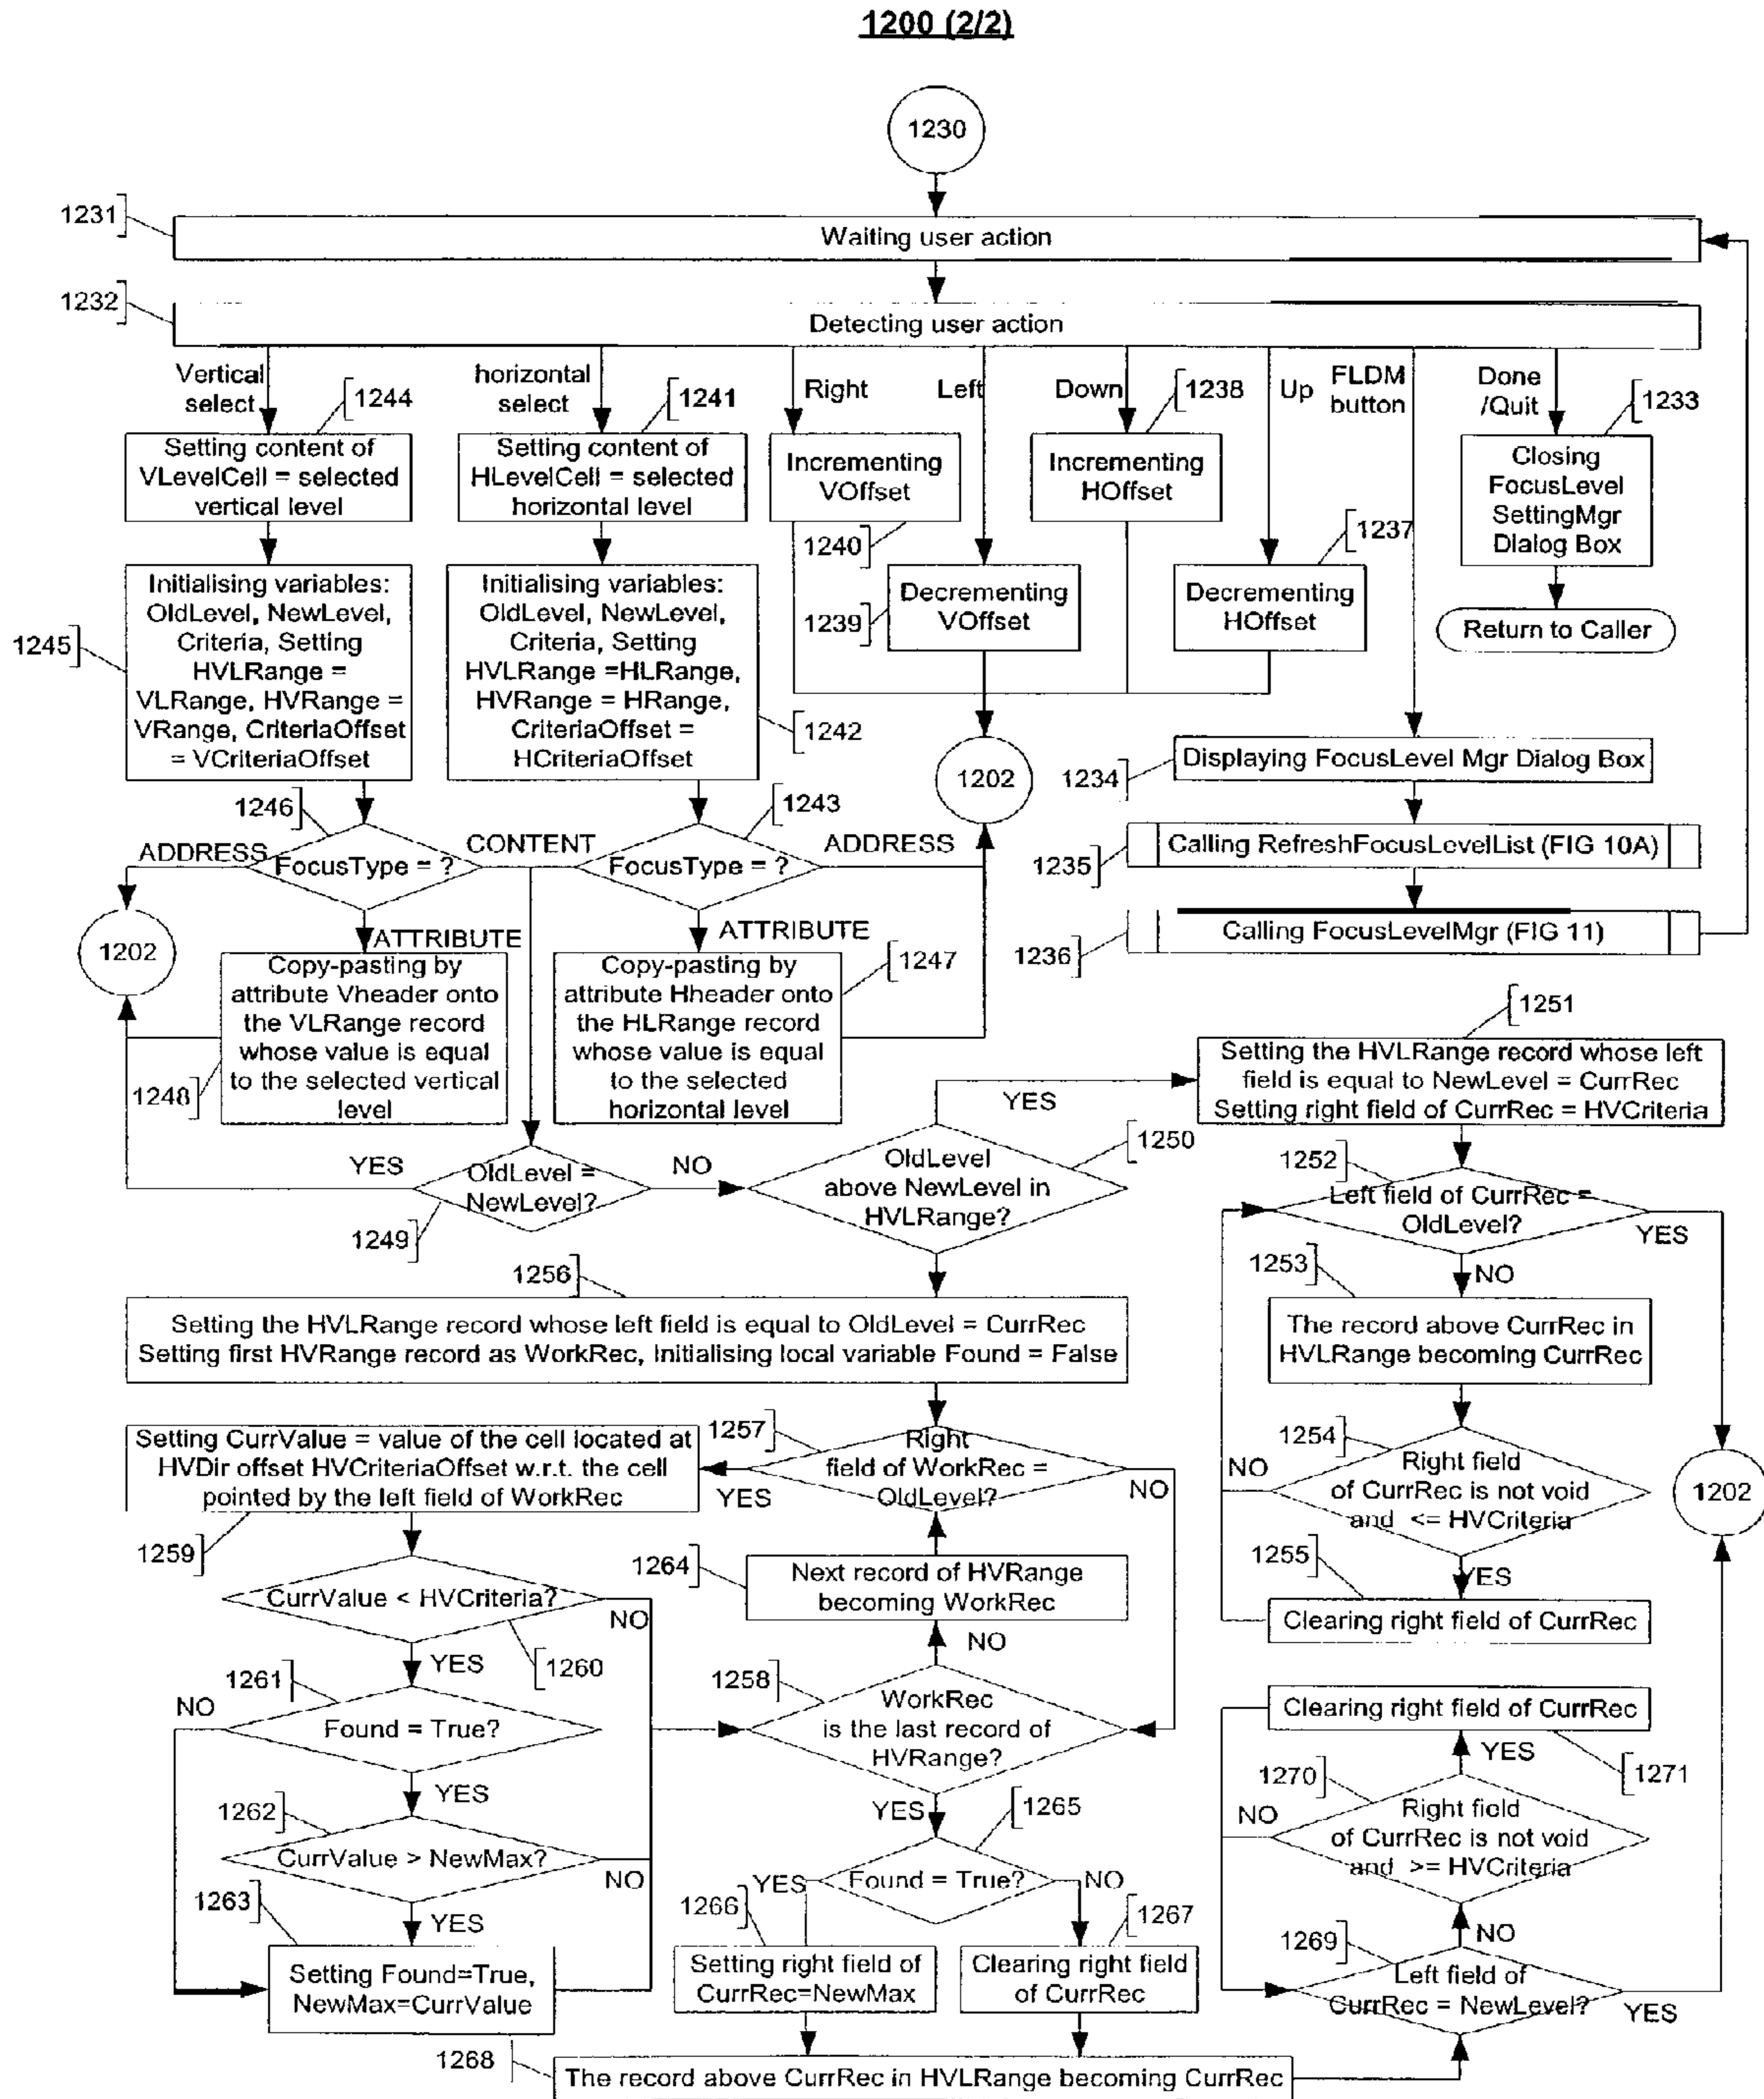 1200 (2/2)
1230
1231
Waiting user action
1232
Detecting user action
Vertical
select
1244
horizontal
select
1241
Right
Left
Down
1238
Up
FLDM
button
Done
/Quit
1233
Setting content of
VLevelCell = selected
vertical level
Setting content of
HLevelCell = selected
horizontal level
Incrementing
VOffset
Incrementing
HOffset
Closing
FocusLevel
SettingMgr
Dialog Box
1240
1237
1245
Initialising variables:
OldLevel, NewLevel,
Criteria, Setting
HVLRange =
VLRange, HVRange =
VRange, CriteriaOffset
= VCriteriaOffset
Initialising variables:
OldLevel, NewLevel,
Criteria, Setting
HVLRange =HLRange,
HVRange = HRange,
CriteriaOffset =
HCriteriaOffset
1239
Decrementing
VOffset
Decrementing
HOffset
Return to Caller
1242
1202
1234
Displaying FocusLevel Mgr Dialog Box
1246
1243
ADDRESS
FocusType = ?
CONTENT
FocusType = ?
ADDRESS
1235
Calling RefreshFocusLevelList (FIG 10A)
1202
ATTRIBUTE
ATTRIBUTE
1236
Calling FocusLevelMgr (FIG 11)
1247
Copy-pasting by
attribute Vheader onto
the VLRange record
whose value is equal
to the selected vertical
level
Copy-pasting by
attribute Hheader onto
the HLRange record
whose value is equal
to the selected
horizontal level
1248
1251
Setting the HVLRange record whose left
field is equal to NewLevel = CurrRec
Setting right field of CurrRec = HVCriteria
YES
1250
YES
OldLevel =
NewLevel?
NO
OldLevel
above NewLevel in
HVLRange?
1249
1252
Left field of CurrRec =
OldLevel?
YES
1256
1253
NO
Setting the HVLRange record whose left field is equal to OldLevel = CurrRec
Setting first HVRange record as WorkRec, Initialising local variable Found = False
The record above CurrRec in
HVLRange becoming CurrRec
Setting CurrValue = value of the cell located at
HVDir offset HVCriteriaOffset w.r.t. the cell
pointed by the left field of WorkRec
1257
Right
field of WorkRec =
OldLevel?
YES
NO
1254
NO
Right field
of CurrRec is not void
and <= HVCriteria
1202
1259
1264
Next record of HVRange
becoming WorkRec
1255
YES
Clearing right field of CurrRec
CurrValue < HVCriteria?
NO
1260
YES
NO
1261
NO
Found = True?
1258
WorkRec
is the last record of
HVRange?
Clearing right field of CurrRec
1271
YES
1270
NO
Right field
of CurrRec is not void
and >= HVCriteria
YES
1262
CurrValue > NewMax?
NO
YES
1265
YES
Found = True?
NO
1263
YES
1266
1267
Setting Found=True,
NewMax=CurrValue
Setting right field of
CurrRec=NewMax
Clearing right field
of CurrRec
1269
NO
Left field of
CurrRec = NewLevel?
YES
1268
The record above CurrRec in HVLRange becoming CurrRec